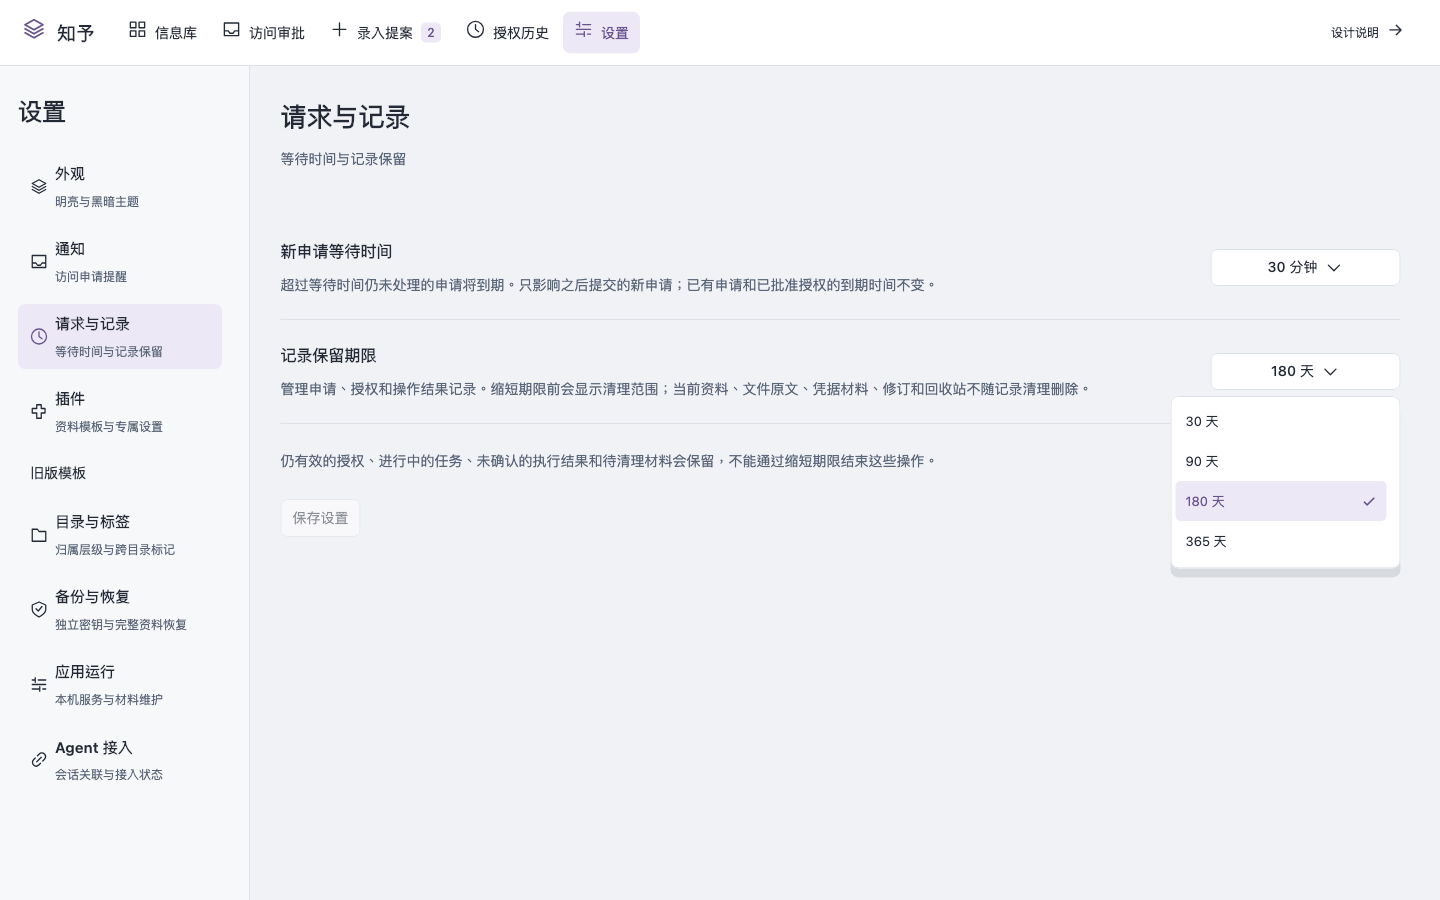 知予
信息库
访问审批
录入提案 2
授权历史
设置
设计说明
设置
外观
明亮与黑暗主题
通知
访问申请提醒
请求与记录
等待时间与记录保留
插件
资料模板与专属设置
旧版模板
目录与标签
归属层级与跨目录标记
备份与恢复
独立密钥与完整资料恢复
应用运行
本机服务与材料维护
Agent 接入
会话关联与接入状态
请求与记录
等待时间与记录保留
新申请等待时间
超过等待时间仍未处理的申请将到期。只影响之后提交的新申请；已有申请和已批准授权的到期时间不变。
30 分钟
记录保留期限
管理申请、授权和操作结果记录。缩短期限前会显示清理范围；当前资料、文件原文、凭据材料、修订和回收站不随记录清理删除。
180 天
30 天
90 天
180 天
365 天
仍有效的授权、进行中的任务、未确认的执行结果和待清理材料会保留，不能通过缩短期限结束这些操作。
保存设置